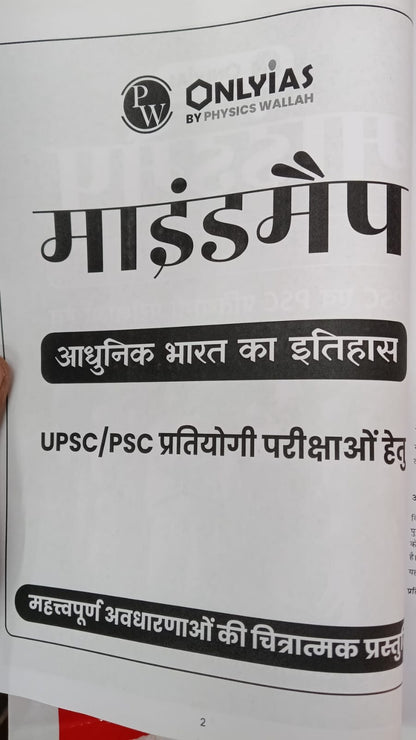 PW ONLYIAS
BY PHYSICS WALLAH
माइंडमैप
आधुनिक भारत का इतिहास
UPSC/PSC प्रतियोगी परीक्षाओं हेतु
महत्त्वपूर्ण अवधारणाओं की चित्रात्मक
2